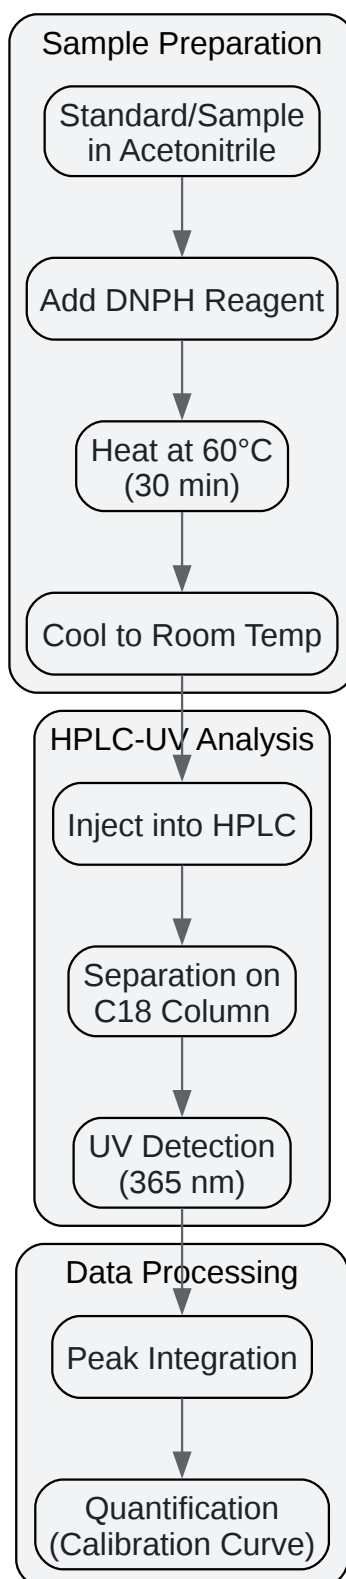 Sample Preparation
Standard/Sample
in Acetonitrile
Add DNPH Reagent
Heat at 60°C
(30 min)
Cool to Room Temp
HPLC-UV Analysis
Inject into HPLC
Separation on
C18 Column
UV Detection
(365 nm)
Data Processing
Peak Integration
Quantification
(Calibration Curve)